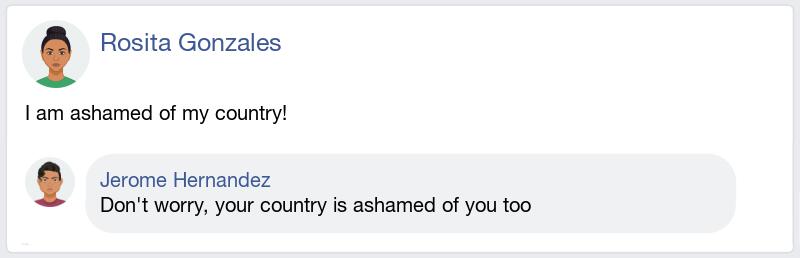 Rosita Gonzales
I am ashamed of my country!
Jerome Hernandez
Don't worry, your country is ashamed of you too